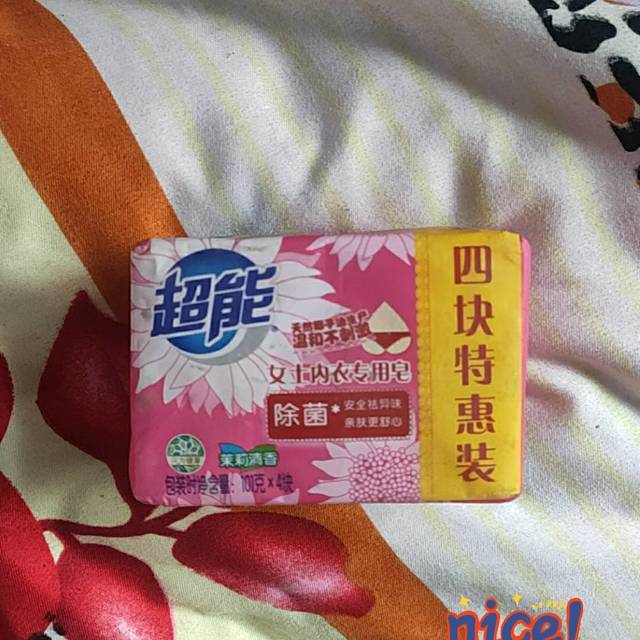 超能
天然椰子油生产
温和不刺激
女士内衣专用皂
除菌*
安全祛异味
亲肤更舒心
茉莉清香
包装时净含量：101克×4块
四块特惠装
nice!